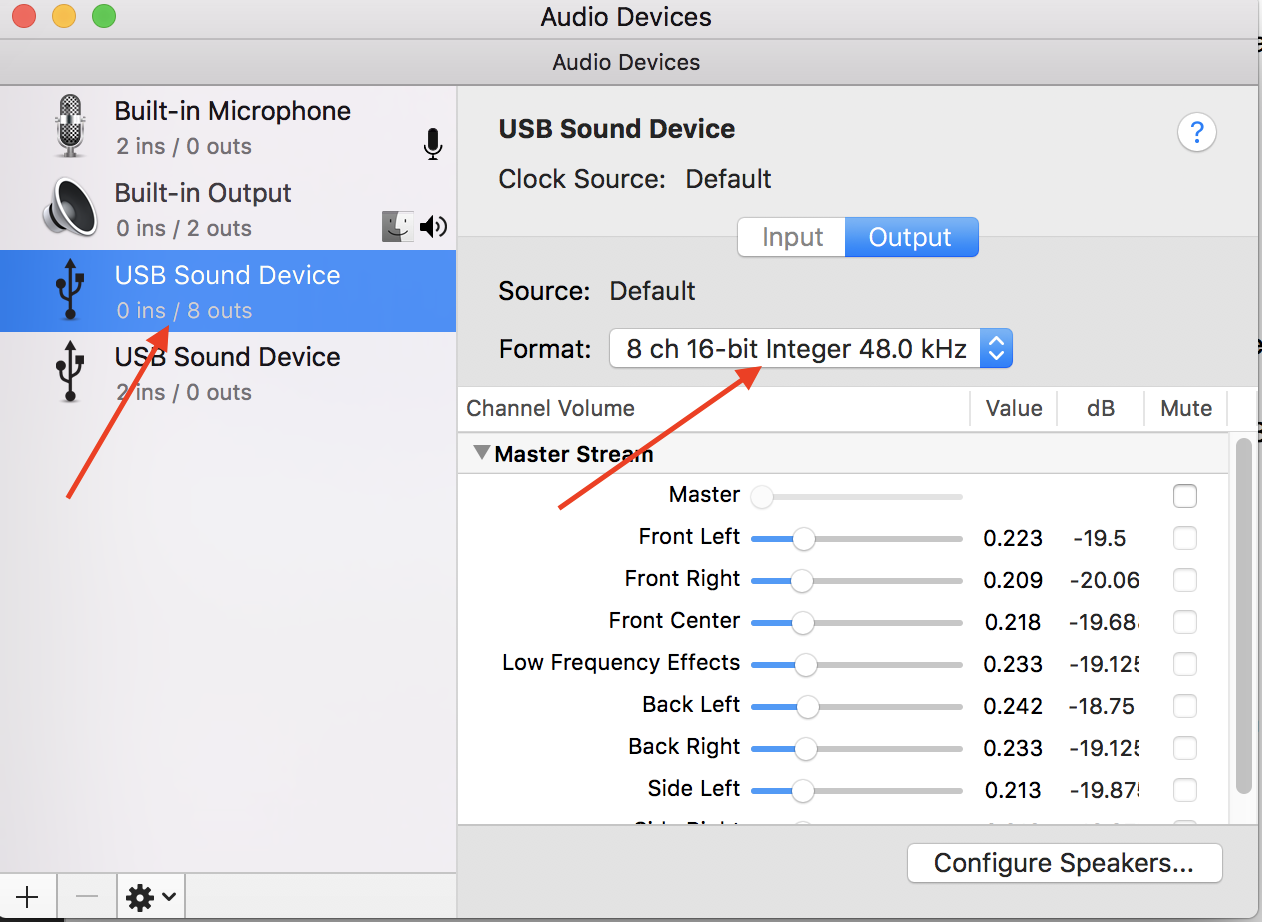 Audio Devices
Audio Devices
Built-in Microphone
2 ins / 0 outs
Built-in Output
0 ins / 2 outs
USB Sound Device
0 ins / 8 outs
USB Sound Device
2 ins / 0 outs
USB Sound Device
?
Clock Source: Default
Input Output
Source: Default
Format: 8 ch 16-bit Integer 48.0 kHz
Channel Volume Value dB Mute
Master Stream
Master
Front Left 0.223 -19.5
Front Right 0.209 -20.06
Front Center 0.218 -19.68
Low Frequency Effects 0.233 -19.125
Back Left 0.242 -18.75
Back Right 0.233 -19.125
Side Left 0.213 -19.875
Configure Speakers...